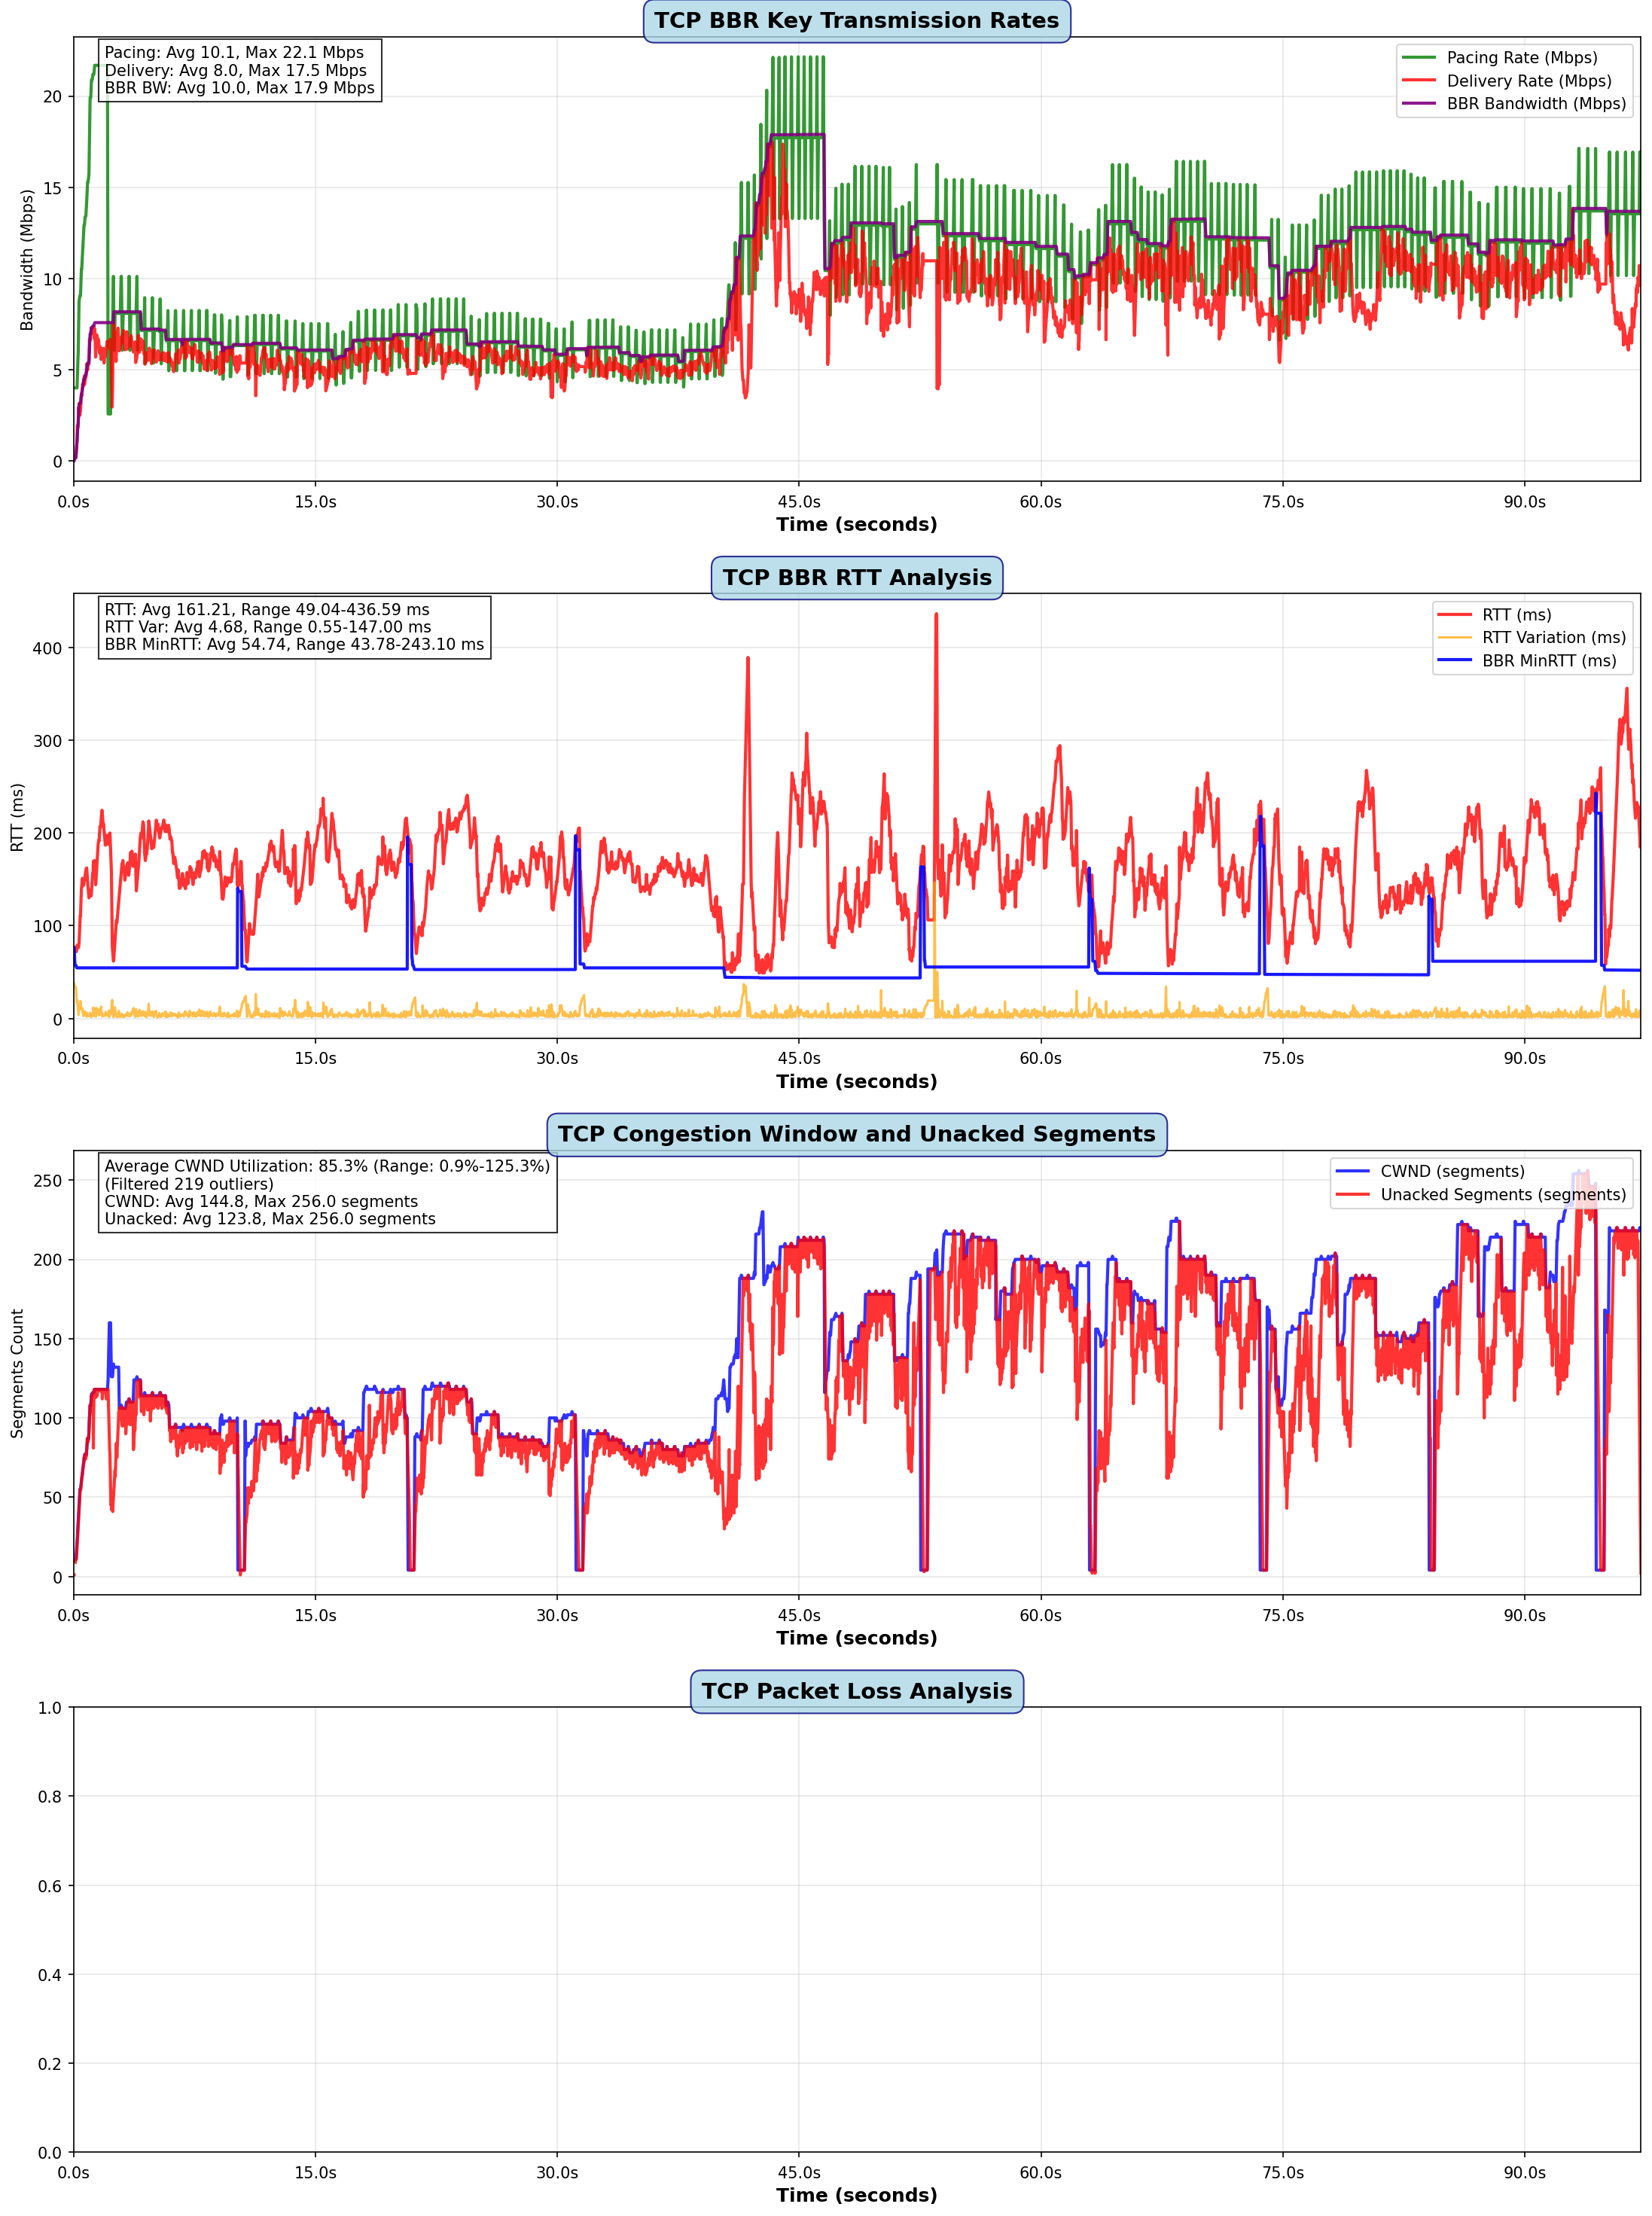 TCP BBR Key Transmission Rates
Pacing: Avg 10.1, Max 22.1 Mbps
Delivery: Avg 8.0, Max 17.5 Mbps
BBR BW: Avg 10.0, Max 17.9 Mbps
Pacing Rate (Mbps)
Delivery Rate (Mbps)
BBR Bandwidth (Mbps)
Bandwidth (Mbps)
20
15
10
5
0
0.0s 15.0s 30.0s 45.0s 60.0s 75.0s 90.0s
Time (seconds)
TCP BBR RTT Analysis
RTT: Avg 161.21, Range 49.04-436.59 ms
RTT Var: Avg 4.68, Range 0.55-147.00 ms
BBR MinRTT: Avg 54.74, Range 43.78-243.10 ms
RTT (ms)
RTT Variation (ms)
BBR MinRTT (ms)
RTT (ms)
400
300
200
100
0
0.0s 15.0s 30.0s 45.0s 60.0s 75.0s 90.0s
Time (seconds)
TCP Congestion Window and Unacked Segments
Average CWND Utilization: 85.3% (Range: 0.9%-125.3%)
(Filtered 219 outliers)
CWND: Avg 144.8, Max 256.0 segments
Unacked: Avg 123.8, Max 256.0 segments
CWND (segments)
Unacked Segments (segments)
Segments Count
250
200
150
100
50
0
0.0s 15.0s 30.0s 45.0s 60.0s 75.0s 90.0s
Time (seconds)
TCP Packet Loss Analysis
1.0
0.8
0.6
0.4
0.2
0.0
0.0s 15.0s 30.0s 45.0s 60.0s 75.0s 90.0s
Time (seconds)